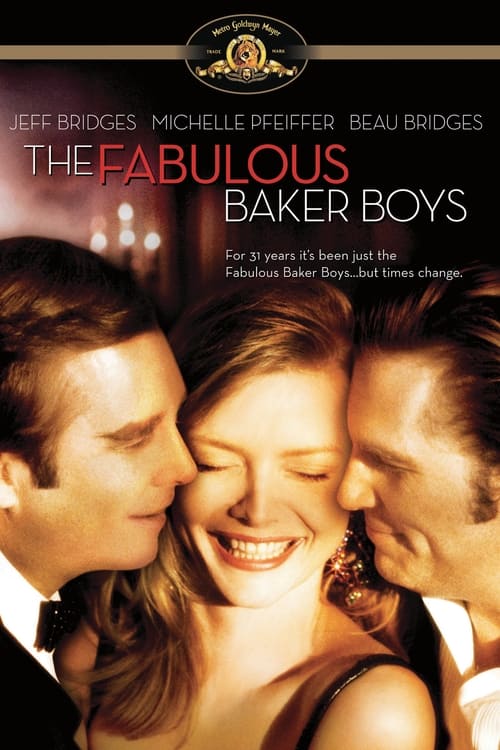 Metro Goldwyn Mayer
TRADE MARK
JEFF BRIDGES MICHELLE PFEIFFER BEAU BRIDGES
THE FABULOUS
BAKER BOYS
For 31 years it's been just the
Fabulous Baker Boys...but times change.